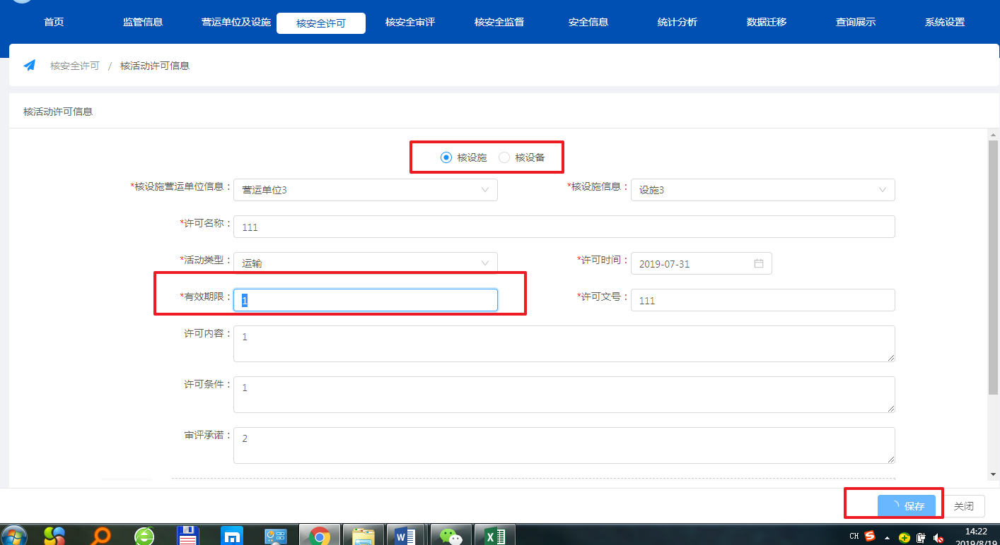 首页 监管信息 营运单位及设施 核安全许可 核安全审评 核安全监督 安全信息 统计分析 数据迁移 查询展示 系统设置
核安全许可 / 核活动许可信息
核活动许可信息
核设施 核设备
*核设施营运单位信息： 营运单位3 *核设施信息： 设施3
*许可名称： 111
*活动类型： 运输 *许可时间： 2019-07-31
*有效期限： 1 *许可文号： 111
许可内容： 1
许可条件： 1
审评承诺： 2
保存 关闭
CH 14:22
2019/8/19